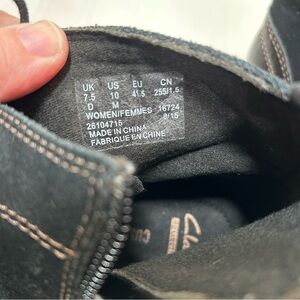 UK US EU CN
7.5 10 41.5 255/1.5
D M
WOMEN/FEMMES 16724
26104715 8/15
MADE IN CHINA
FABRIQUE EN CHINE